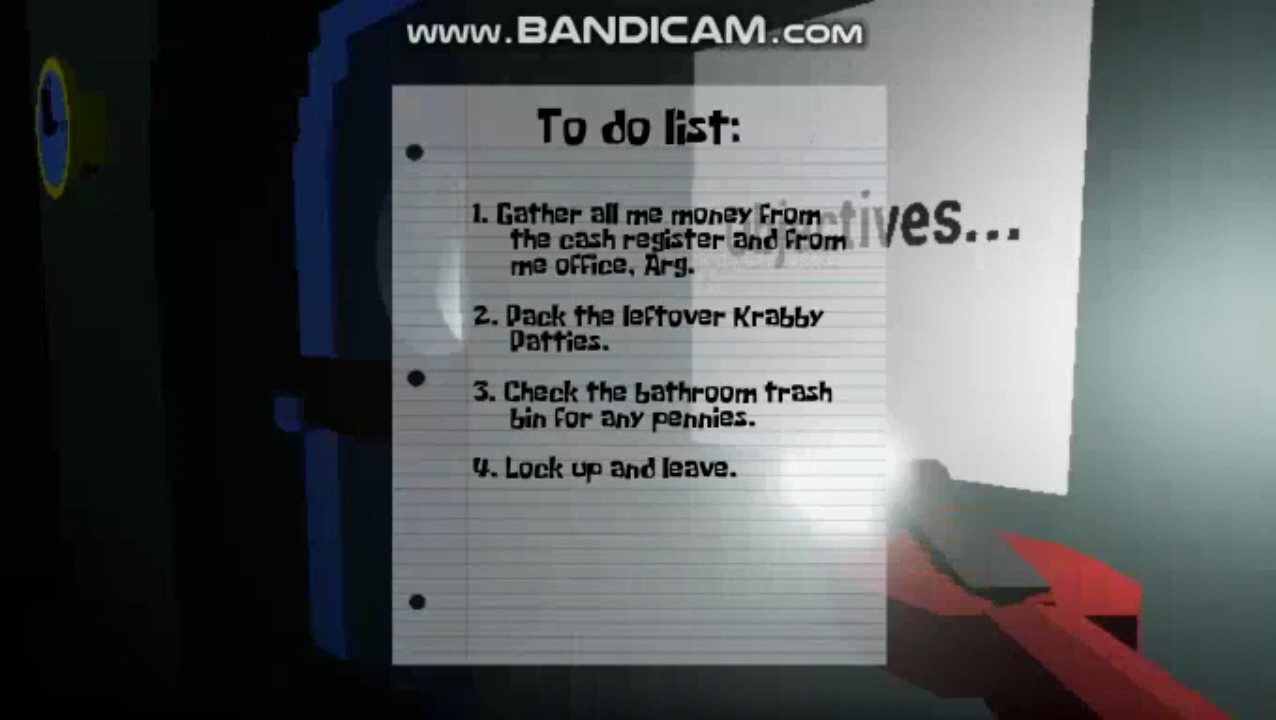 www.BANDICAM.com
To do list:
objectives...
1. Gather all me money from
the cash register and from
me office, Arg.
2. Pack the leftover Krabby
Patties.
3. Check the bathroom trash
bin for any pennies.
4. Lock up and leave.